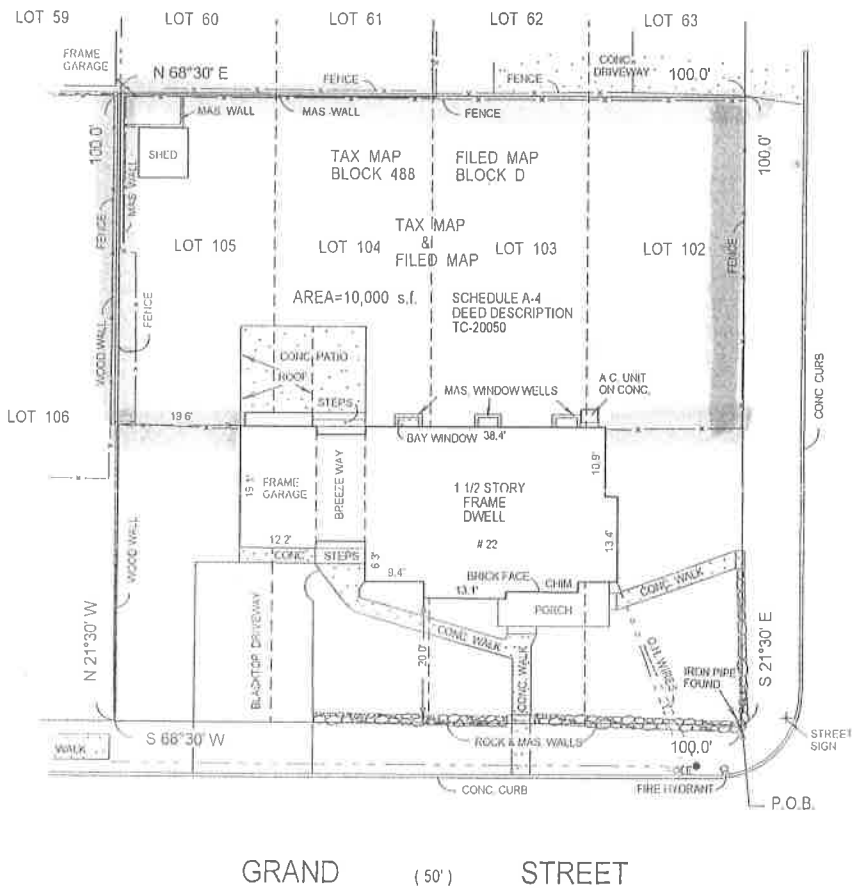 LOT 59
LOT 60
LOT 61
LOT 62
LOT 63
FRAME
GARAGE
N 68°30' E
FENCE
FENCE
CONC.
DRIVEWAY
100.0'
MAS. WALL
MAS WALL
FENCE
100.0'
SHED
MAS. WALL
TAX MAP
BLOCK 488
FILED MAP
BLOCK D
100.0'
FENCE
LOT 105
LOT 104
TAX MAP
&
FILED MAP
LOT 103
LOT 102
FENCE
AREA=10,000 s.f.
SCHEDULE A-4
DEED DESCRIPTION
TC-20050
WOOD WALL
FENCE
CONC. PATIO
ROOF
STEPS
MAS. WINDOW WELLS
A.C. UNIT
ON CONC.
CONC CURB
LOT 106
19.6'
BAY WINDOW
38.4'
10.9'
FRAME
GARAGE
BREEZE WAY
1 1/2 STORY
FRAME
DWELL
# 22
13.4'
12.2'
CONC.
STEPS
6.3'
9.4'
13.1'
BRICK FACE
CHIM.
PORCH
CONC. WALK
WOOD WALL
N 21°30' W
BLACKTOP DRIVEWAY
CONC. WALK
20.0'
CONC. WALK
O.H. WIRES
IRON PIPE
FOUND
S 21°30' E
S 68°30' W
WALK
ROCK & MAS. WALLS
100.0'
STREET
SIGN
CONC. CURB
FIRE HYDRANT
P.O.B.
GRAND (50') STREET